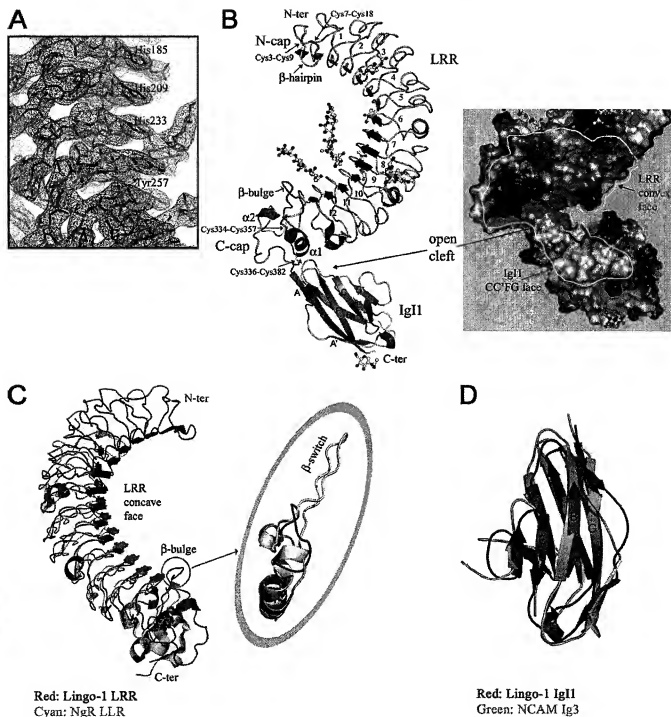 A
His185
His209
His233
Tyr257
B
N-ter
Cys7-Cys18
N-cap
Cys3-Cys9
β-hairpin
LRR
1
2
3
4
5
6
7
8
9
10
11
12
β-bulge
α2
Cys334-Cys357
C-cap
α1
Cys336-Cys382
open
cleft
IgI1
A
A'
C-ter
LRR
concave
face
IgI1
CC'FG face
C
N-ter
LRR
concave
face
β-bulge
C-ter
β-switch
Red: Lingo-1 LRR
Cyan: NgR LLR
D
Red: Lingo-1 IgI1
Green: NCAM Ig3